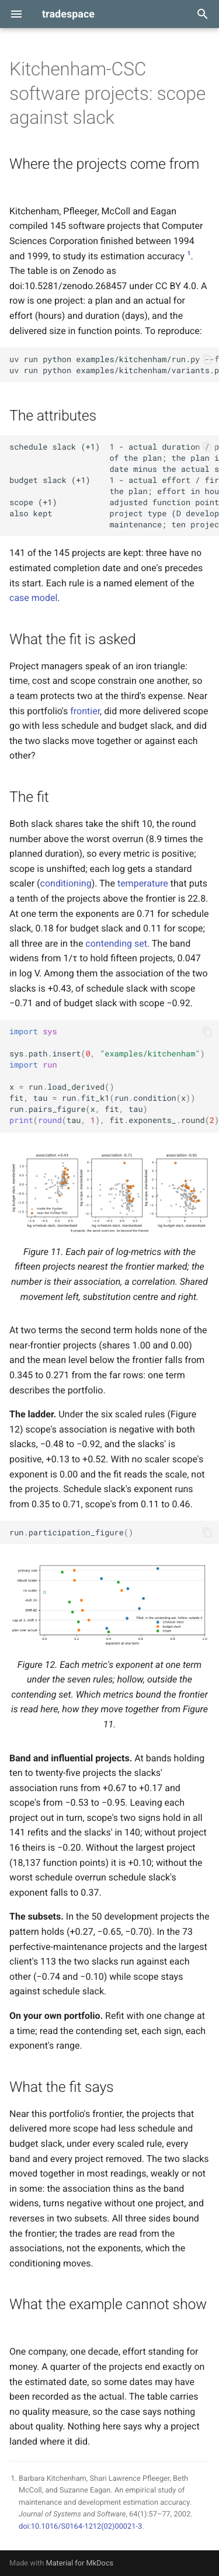 tradespace
Kitchenham-CSC
software projects: scope
against slack
Where the projects come from
Kitchenham, Pfleeger, McColl and Eagan
compiled 145 software projects that Computer
Sciences Corporation finished between 1994
and 1999, to study its estimation accuracy 1.
The table is on Zenodo as
doi:10.5281/zenodo.268457 under CC BY 4.0. A
row is one project: a plan and an actual for
effort (hours) and duration (days), and the
delivered size in function points. To reproduce:
uv run python examples/kitchenham/run.py --f
uv run python examples/kitchenham/variants.p
The attributes
schedule slack (+1) 1 - actual duration / p
of the plan; the plan i
date minus the actual s
budget slack (+1) 1 - actual effort / fir
the plan; effort in hou
scope (+1) adjusted function point
also kept project type (D develop
maintenance; ten projec
141 of the 145 projects are kept: three have no
estimated completion date and one's precedes
its start. Each rule is a named element of the
case model.
What the fit is asked
Project managers speak of an iron triangle:
time, cost and scope constrain one another, so
a team protects two at the third's expense. Near
this portfolio's frontier, did more delivered scope
go with less schedule and budget slack, and did
the two slacks move together or against each
other?
The fit
Both slack shares take the shift 10, the round
number above the worst overrun (8.9 times the
planned duration), so every metric is positive;
scope is unshifted; each log gets a standard
scaler (conditioning). The temperature that puts
a tenth of the projects above the frontier is 22.8.
At one term the exponents are 0.71 for schedule
slack, 0.18 for budget slack and 0.11 for scope;
all three are in the contending set. The band
widens from 1/τ to hold fifteen projects, 0.047
in log V. Among them the association of the two
slacks is +0.43, of schedule slack with scope
−0.71 and of budget slack with scope −0.92.
import sys
sys.path.insert(0, "examples/kitchenham")
import run
x = run.load_derived()
fit, tau = run.fit_k1(run.condition(x))
run.pairs_figure(x, fit, tau)
print(round(tau, 1), fit.exponents_.round(2)
association +0.43
association -0.71
association -0.92
Figure 11. Each pair of log-metrics with the
fifteen projects nearest the frontier marked; the
number is their association, a correlation. Shared
movement left, substitution centre and right.
At two terms the second term holds none of the
near-frontier projects (shares 1.00 and 0.00)
and the mean level below the frontier falls from
0.345 to 0.271 from the far rows: one term
describes the portfolio.
The ladder. Under the six scaled rules (Figure
12) scope's association is negative with both
slacks, −0.48 to −0.92, and the slacks' is
positive, +0.13 to +0.52. With no scaler scope's
exponent is 0.00 and the fit reads the scale, not
the projects. Schedule slack's exponent runs
from 0.35 to 0.71, scope's from 0.11 to 0.46.
run.participation_figure()
Figure 12. Each metric's exponent at one term
under the seven rules; hollow, outside the
contending set. Which metrics bound the frontier
is read here, how they move together from Figure
11.
Band and influential projects. At bands holding
ten to twenty-five projects the slacks'
association runs from +0.67 to +0.17 and
scope's from −0.53 to −0.95. Leaving each
project out in turn, scope's two signs hold in all
141 refits and the slacks' in 140; without project
16 theirs is −0.20. Without the largest project
(18,137 function points) it is +0.10; without the
worst schedule overrun schedule slack's
exponent falls to 0.37.
The subsets. In the 50 development projects the
pattern holds (+0.27, −0.65, −0.70). In the 73
perfective-maintenance projects and the largest
client's 113 the two slacks run against each
other (−0.74 and −0.10) while scope stays
against schedule slack.
On your own portfolio. Refit with one change at
a time; read the contending set, each sign, each
exponent's range.
What the fit says
Near this portfolio's frontier, the projects that
delivered more scope had less schedule and
budget slack, under every scaled rule, every
band and every project removed. The two slacks
moved together in most readings, weakly or not
in some: the association thins as the band
widens, turns negative without one project, and
reverses in two subsets. All three sides bound
the frontier; the trades are read from the
associations, not the exponents, which the
conditioning moves.
What the example cannot show
One company, one decade, effort standing for
money. A quarter of the projects end exactly on
the estimated date, so some dates may have
been recorded as the actual. The table carries
no quality measure, so the case says nothing
about quality. Nothing here says why a project
landed where it did.
1. Barbara Kitchenham, Shari Lawrence Pfleeger, Beth
McColl, and Suzanne Eagan. An empirical study of
maintenance and development estimation accuracy.
Journal of Systems and Software, 64(1):57–77, 2002.
doi:10.1016/S0164-1212(02)00021-3.
Made with Material for MkDocs